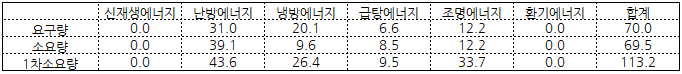 신재생에너지 난방에너지 냉방에너지 급탕에너지 조명에너지 환기에너지 합계
요구량 0.0 31.0 20.1 6.6 12.2 0.0 70.0
소요량 0.0 39.1 9.6 8.5 12.2 0.0 69.5
1차소요량 0.0 43.6 26.4 9.5 33.7 0.0 113.2